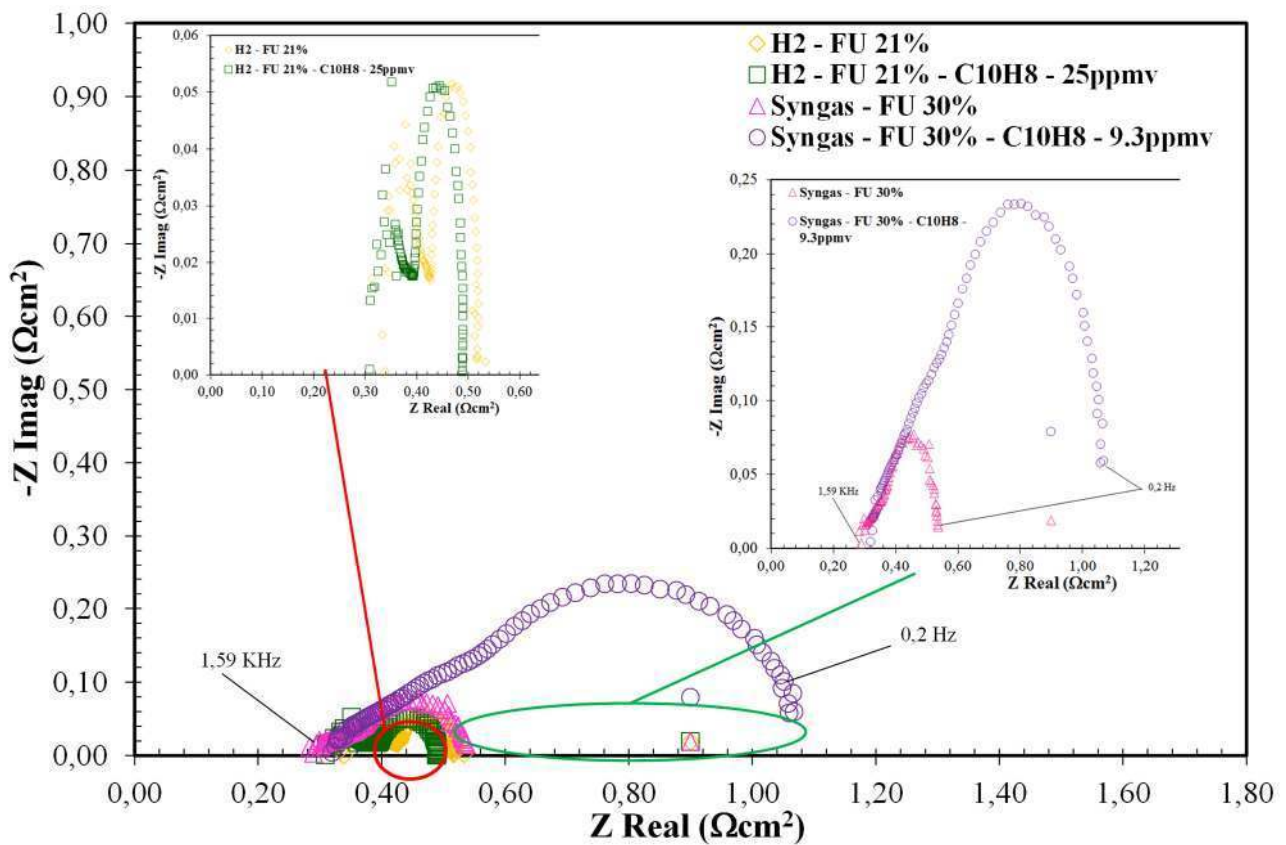 1,00
0,90
0,80
0,70
0,60
0,50
0,40
0,30
0,20
0,10
0,00
-Z Imag (Ωcm²)
0,00
0,20
0,40
0,60
0,80
1,00
1,20
1,40
1,60
1,80
Z Real (Ωcm²)
H2 - FU 21%
H2 - FU 21% - C10H8 - 25ppmv
Syngas - FU 30%
Syngas - FU 30% - C10H8 - 9.3ppmv
1,59 KHz
0,2 Hz
0,06
0,05
0,04
0,03
0,02
0,01
0,00
-Z Imag (Ωcm²)
H2 - FU 21%
H2 - FU 21% - C10H8 - 25ppmv
0,00
0,10
0,20
0,30
0,40
0,50
0,60
Z Real (Ωcm²)
0,25
0,20
0,15
0,10
0,05
0,00
-Z Imag (Ωcm²)
Syngas - FU 30%
Syngas - FU 30% - C10H8 -
9.3ppmv
1,59 KHz
0,2 Hz
0,00
0,20
0,40
0,60
0,80
1,00
1,20
Z Real (Ωcm²)